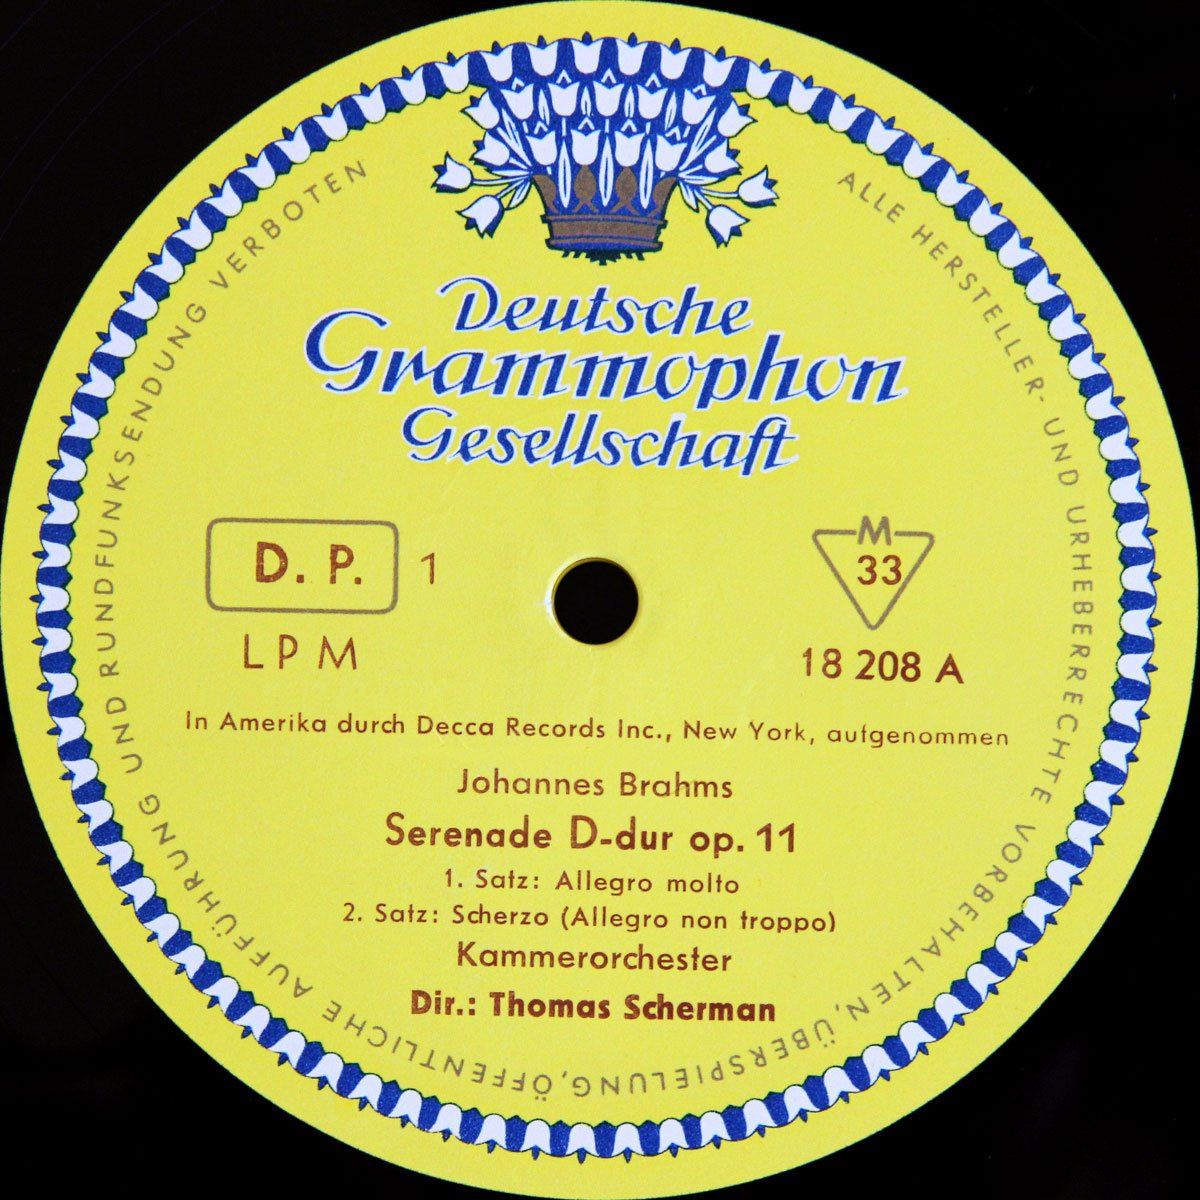 Deutsche
Grammophon
Gesellschaft
D. P. 1
LPM
M
33
18 208 A
In Amerika durch Decca Records Inc., New York, aufgenommen
Johannes Brahms
Serenade D-dur op. 11
1. Satz: Allegro molto
2. Satz: Scherzo (Allegro non troppo)
Kammerorchester
Dir.: Thomas Scherman
ALLE HERSTELLER- UND URHEBERRECHTE VORBEHALTEN, ÜBERSPIELUNG, ÖFFENTLICHE AUFFÜHRUNG UND RUNDFUNKSENDUNG VERBOTEN